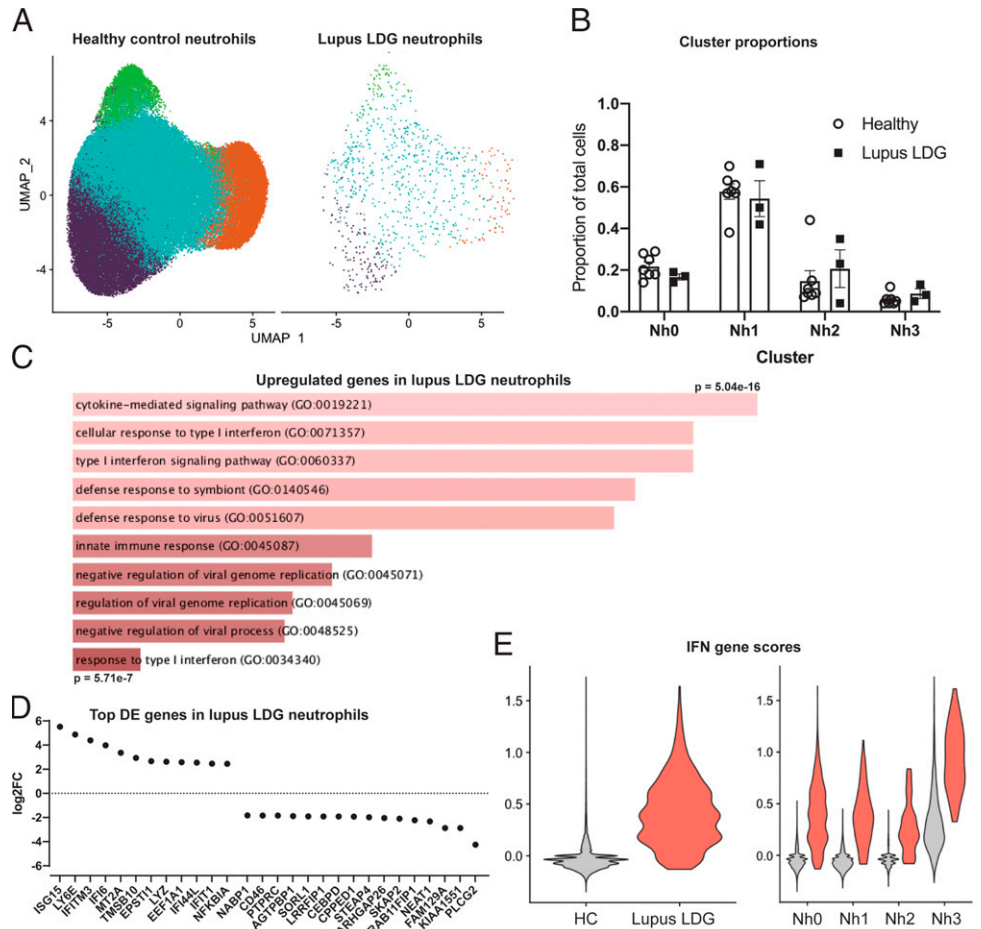 A
Healthy control neutrohils
Lupus LDG neutrophils
UMAP_2
4
0
-4
-5
0
5
-5
0
5
UMAP_1
B
Cluster proportions
Proportion of total cells
1.0
0.8
0.6
0.4
0.2
0.0
Healthy
Lupus LDG
Nh0
Nh1
Nh2
Nh3
Cluster
C
Upregulated genes in lupus LDG neutrophils
p = 5.04e-16
cytokine-mediated signaling pathway (GO:0019221)
cellular response to type I interferon (GO:0071357)
type I interferon signaling pathway (GO:0060337)
defense response to symbiont (GO:0140546)
defense response to virus (GO:0051607)
innate immune response (GO:0045087)
negative regulation of viral genome replication (GO:0045071)
regulation of viral genome replication (GO:0045069)
negative regulation of viral process (GO:0048525)
response to type I interferon (GO:0034340)
p = 5.71e-7
D
Top DE genes in lupus LDG neutrophils
log2FC
6
4
2
0
-2
-4
-6
ISG15
LY6E
IFITM3
IFI6
MT2A
TMSB10
EPSTI1
LYZ
EEF1A1
IFI44L
IFIT1
NFKBIA
NABP1
CD46
PTPRC
AGTPBP1
SORL1
LRRFIP1
CEBPD
CPPED1
STEAP4
ARHGAP26
SKAP2
RAB11FIP1
NEAT1
FAM129A
KIAA1551
PLCG2
E
IFN gene scores
1.5
1.0
0.5
0.0
HC
Lupus LDG
1.5
1.0
0.5
0.0
Nh0
Nh1
Nh2
Nh3